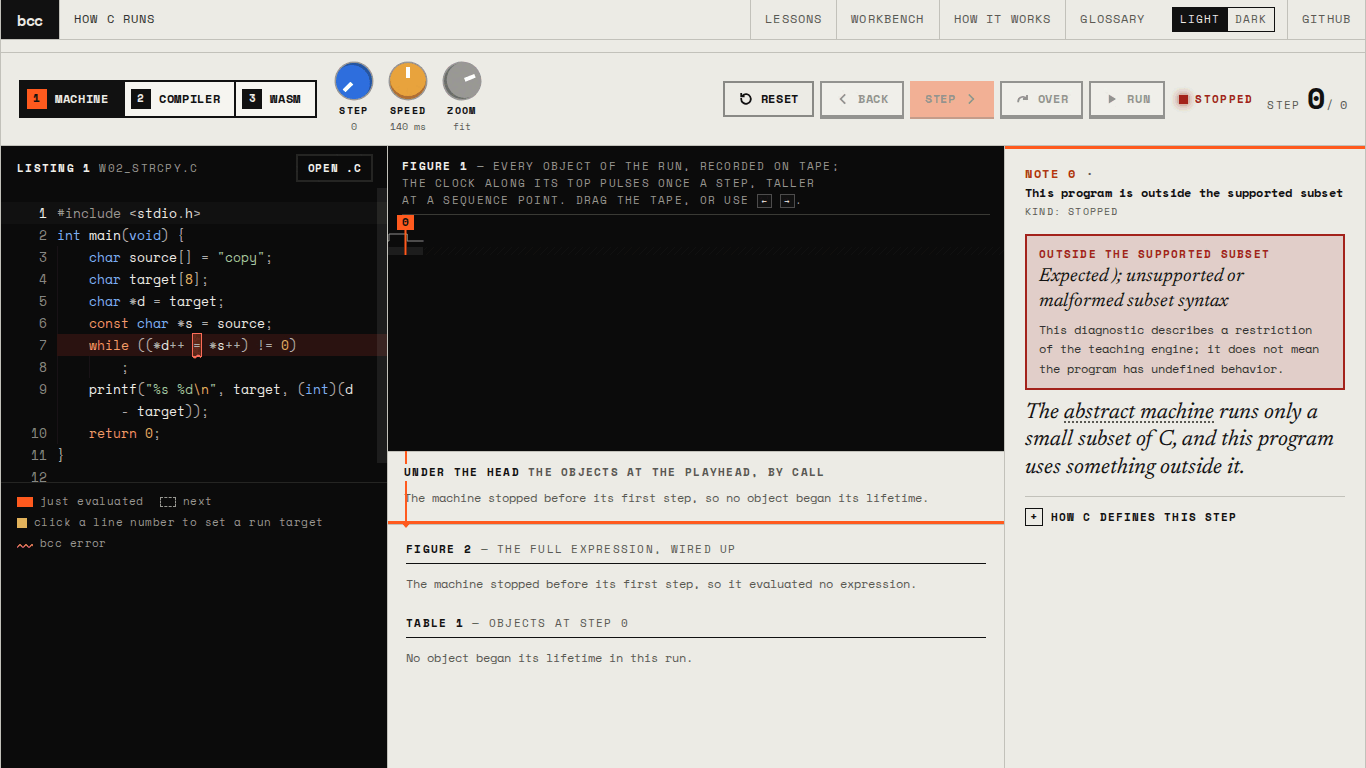 bcc HOW C RUNS LESSONS WORKBENCH HOW IT WORKS GLOSSARY LIGHT DARK GITHUB
1 MACHINE 2 COMPILER 3 WASM
STEP SPEED ZOOM
0 140 ms fit
RESET BACK STEP OVER RUN STOPPED STEP 0 / 0
LISTING 1 W02_STRCPY.C OPEN .C
1 #include <stdio.h>
2 int main(void) {
3 char source[] = "copy";
4 char target[8];
5 char *d = target;
6 const char *s = source;
7 while ((*d++ = *s++) != 0)
8 ;
9 printf("%s %d\n", target, (int)(d
- target));
10 return 0;
11 }
12
just evaluated next
click a line number to set a run target
bcc error
FIGURE 1 — EVERY OBJECT OF THE RUN, RECORDED ON TAPE;
THE CLOCK ALONG ITS TOP PULSES ONCE A STEP, TALLER
AT A SEQUENCE POINT. DRAG THE TAPE, OR USE ← →.
0
UNDER THE HEAD THE OBJECTS AT THE PLAYHEAD, BY CALL
The machine stopped before its first step, so no object began its lifetime.
FIGURE 2 — THE FULL EXPRESSION, WIRED UP
The machine stopped before its first step, so it evaluated no expression.
TABLE 1 — OBJECTS AT STEP 0
No object began its lifetime in this run.
NOTE 0 ·
This program is outside the supported subset
KIND: STOPPED
OUTSIDE THE SUPPORTED SUBSET
Expected ); unsupported or
malformed subset syntax
This diagnostic describes a restriction
of the teaching engine; it does not mean
the program has undefined behavior.
The abstract machine runs only a
small subset of C, and this program
uses something outside it.
+ HOW C DEFINES THIS STEP